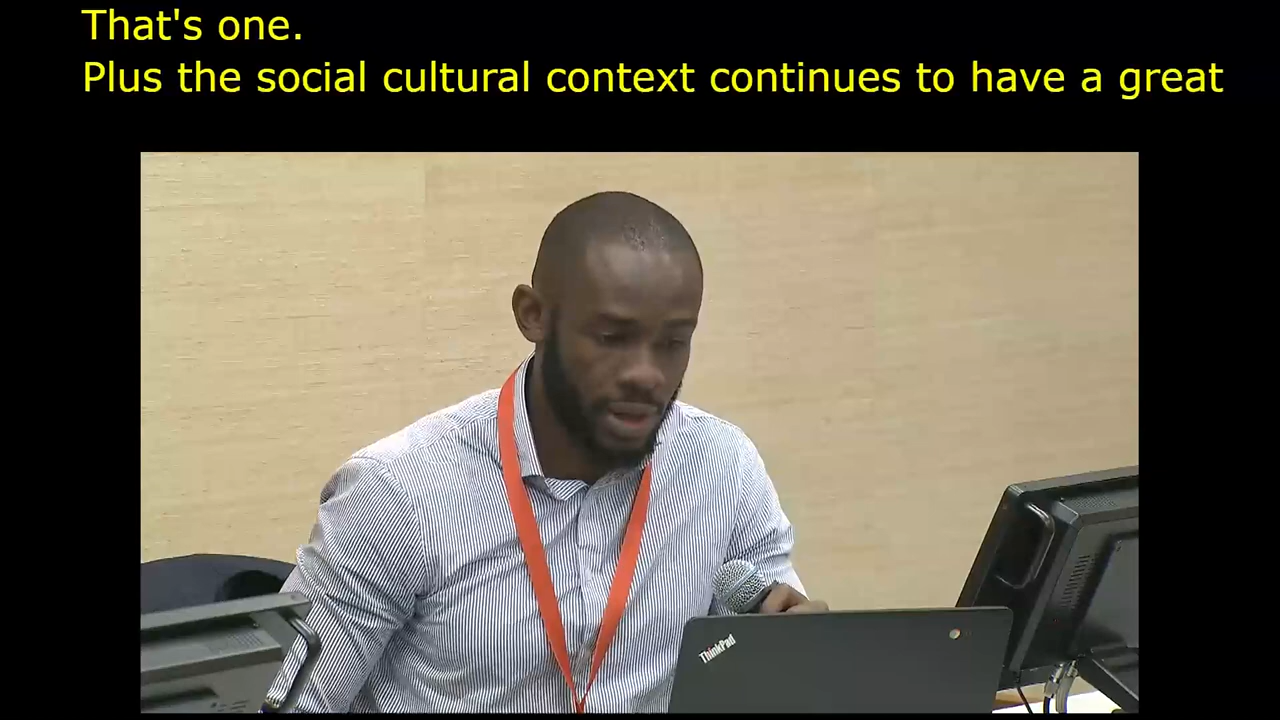 That's one.
Plus the social cultural context continues to have a great
ThinkPad